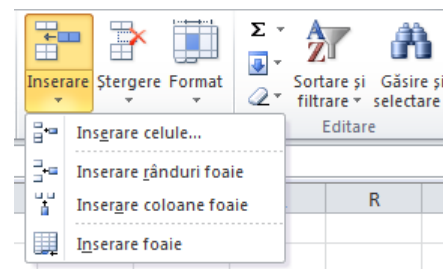 Inserare Ștergere Format
Σ
AZ
Sortare și Găsire și
filtrare selectare
Editare
Inserare celule...
Inserare rânduri foaie
Inserare coloane foaie
Inserare foaie
R